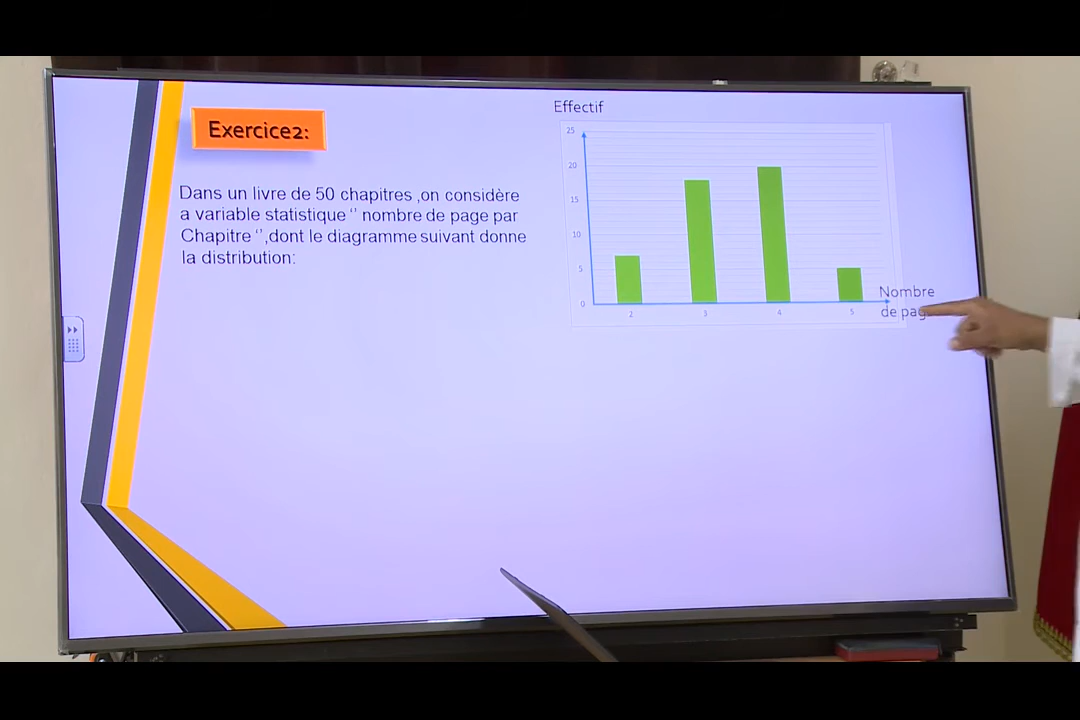 Exercice2:
Dans un livre de 50 chapitres ,on considère
a variable statistique '' nombre de page par
Chapitre '',dont le diagramme suivant donne
la distribution:
Effectif
25
20
15
10
5
0
2 3 4 5
Nombre
de pag